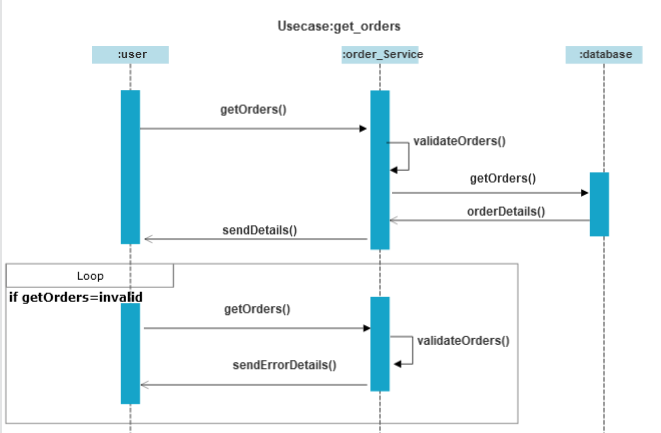 Usecase:get_orders
:user
:order_Service
:database
getOrders()
validateOrders()
getOrders()
orderDetails()
sendDetails()
Loop
if getOrders=invalid
getOrders()
validateOrders()
sendErrorDetails()